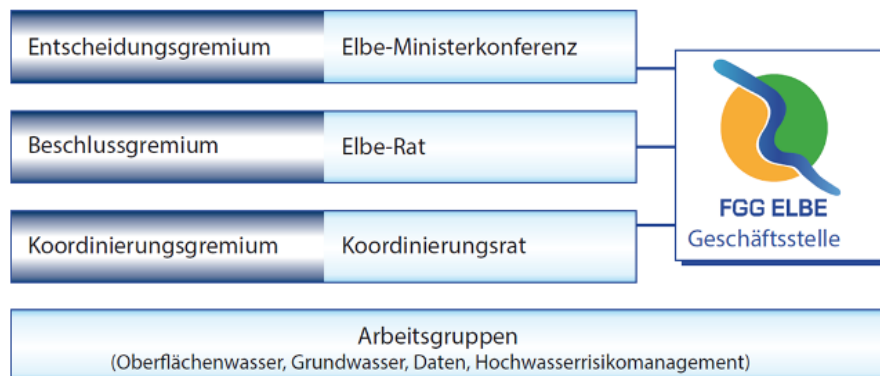 Entscheidungsgremium Elbe-Ministerkonferenz
Beschlussgremium Elbe-Rat
Koordinierungsgremium Koordinierungsrat
FGG ELBE
Geschäftsstelle
Arbeitsgruppen
(Oberflächenwasser, Grundwasser, Daten, Hochwasserrisikomanagement)